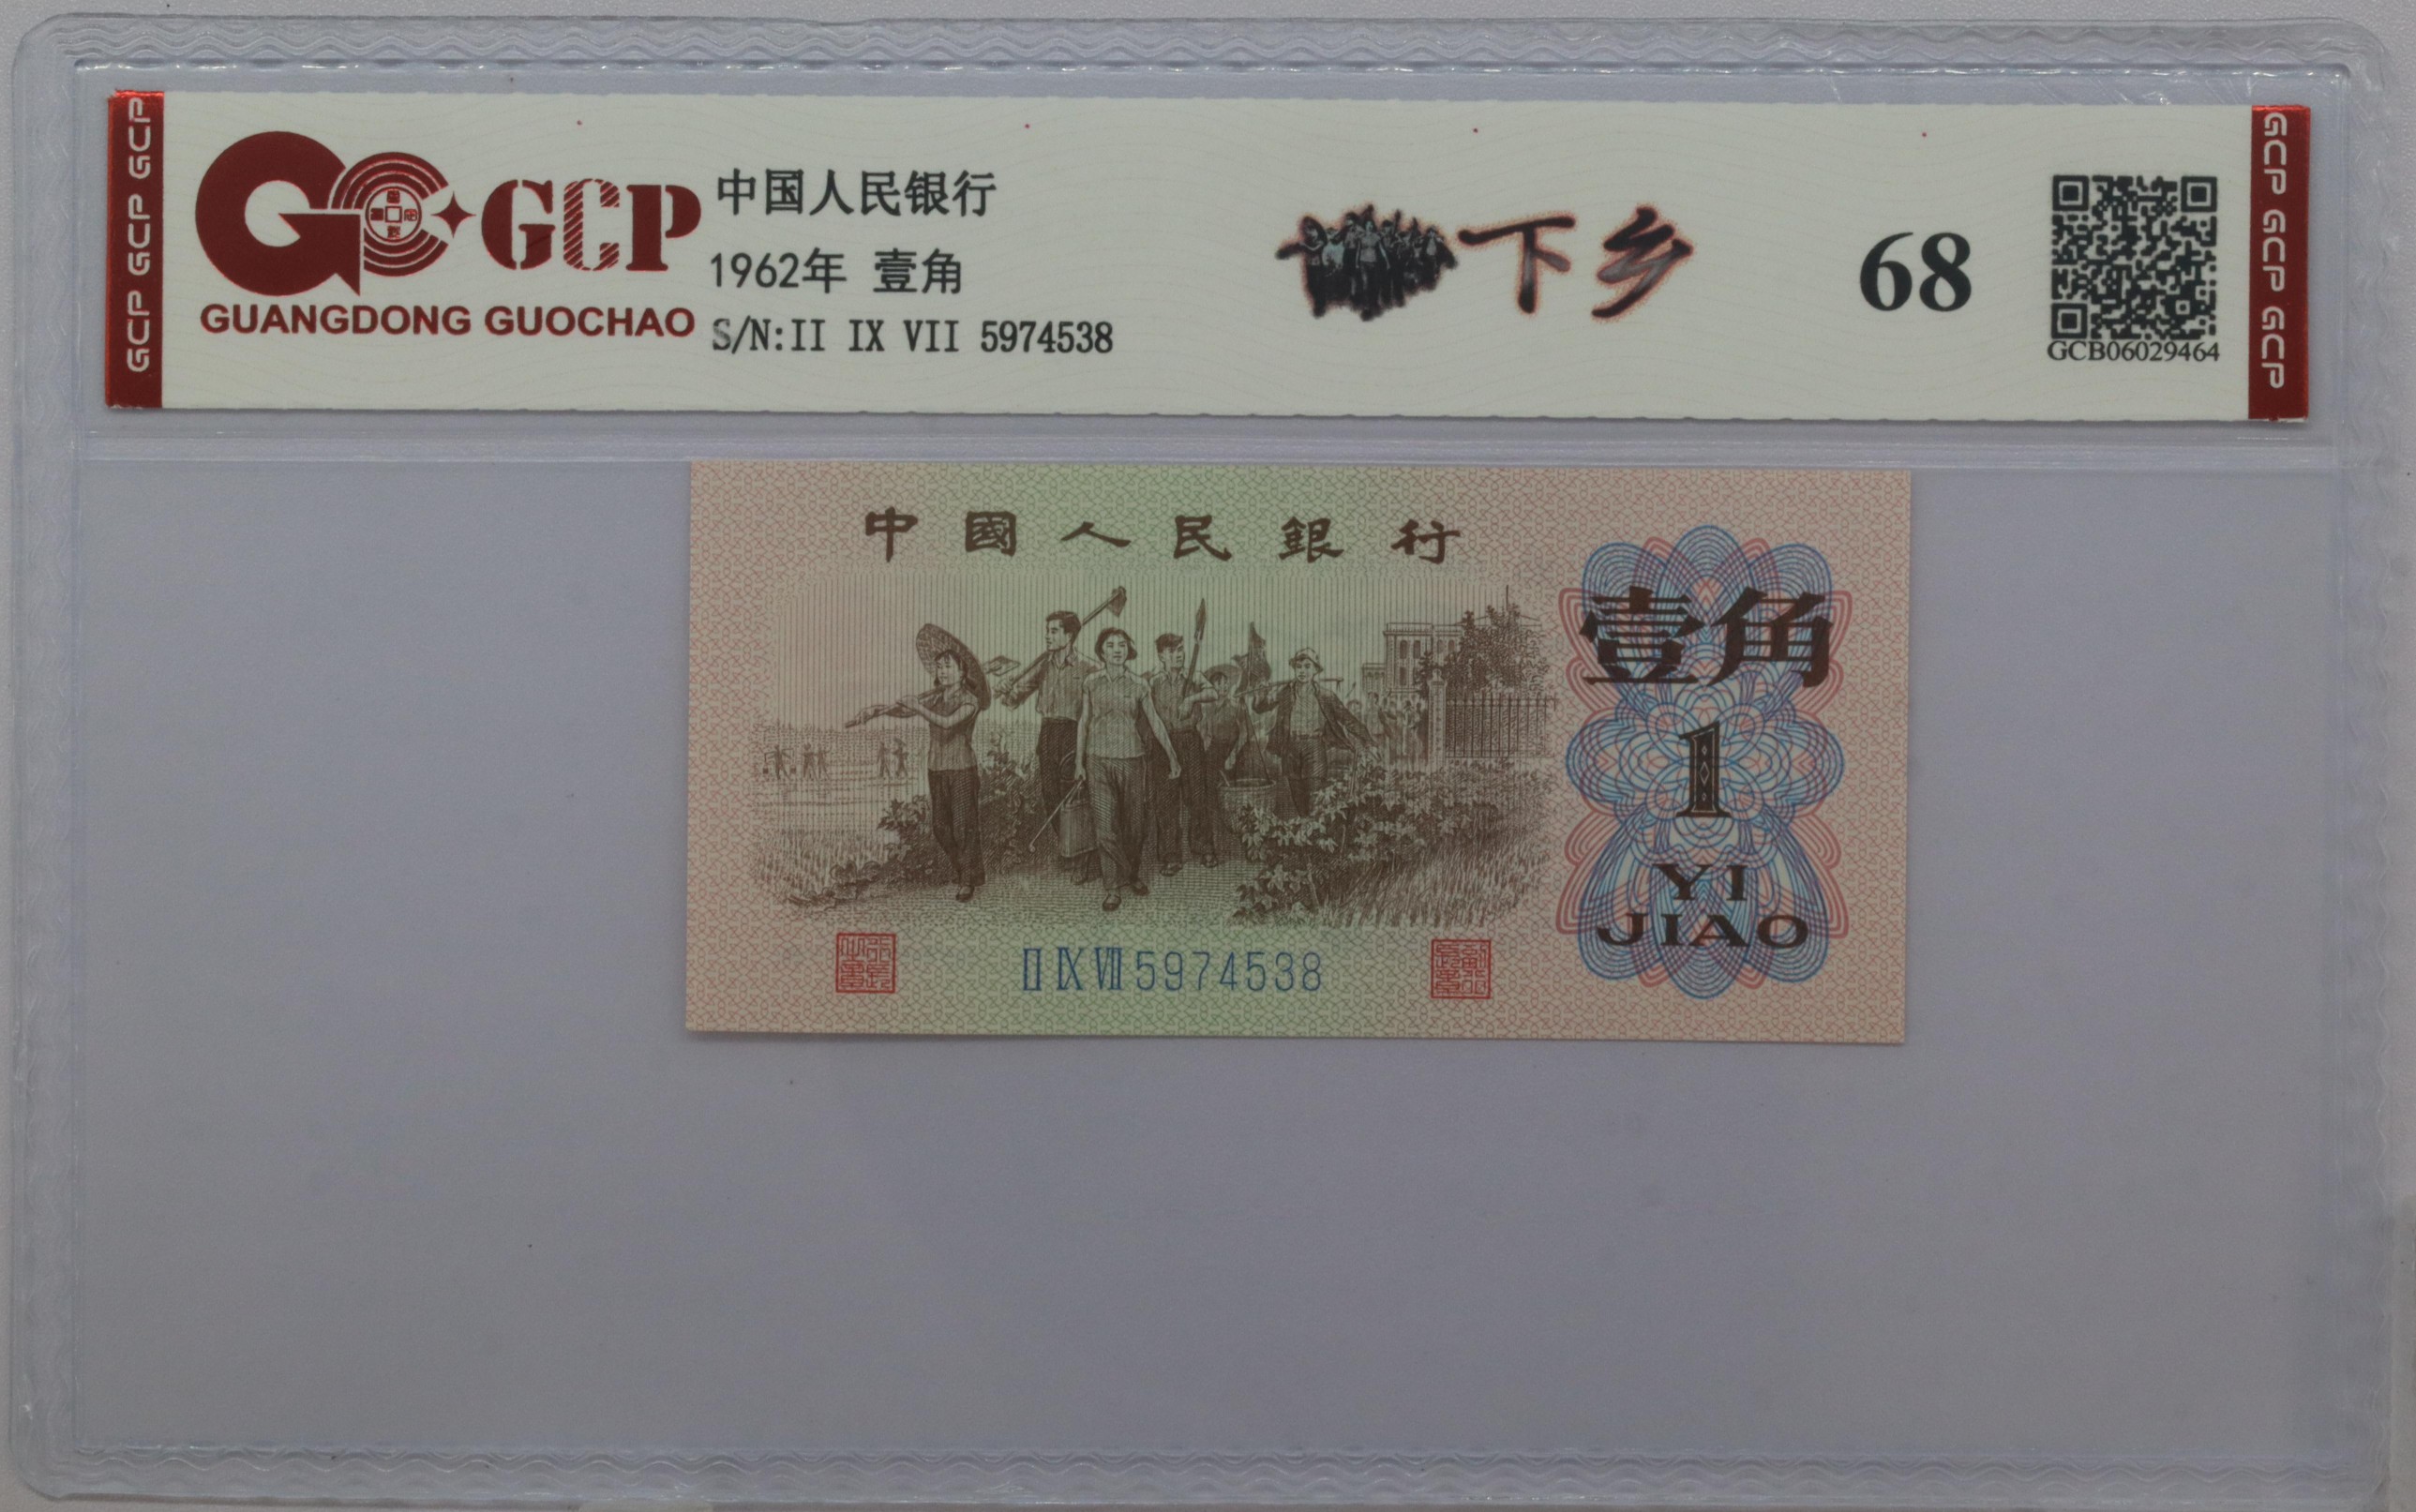 GCP GCP GCP
GCP
GUANGDONG GUOCHAO
中国人民银行
1962年 壹角
S/N:II IX VII 5974538
下乡
68
GCB06029464
GCP GCP GCP
中國人民銀行
壹角
1
YI
JIAO
II IX VII 5974538